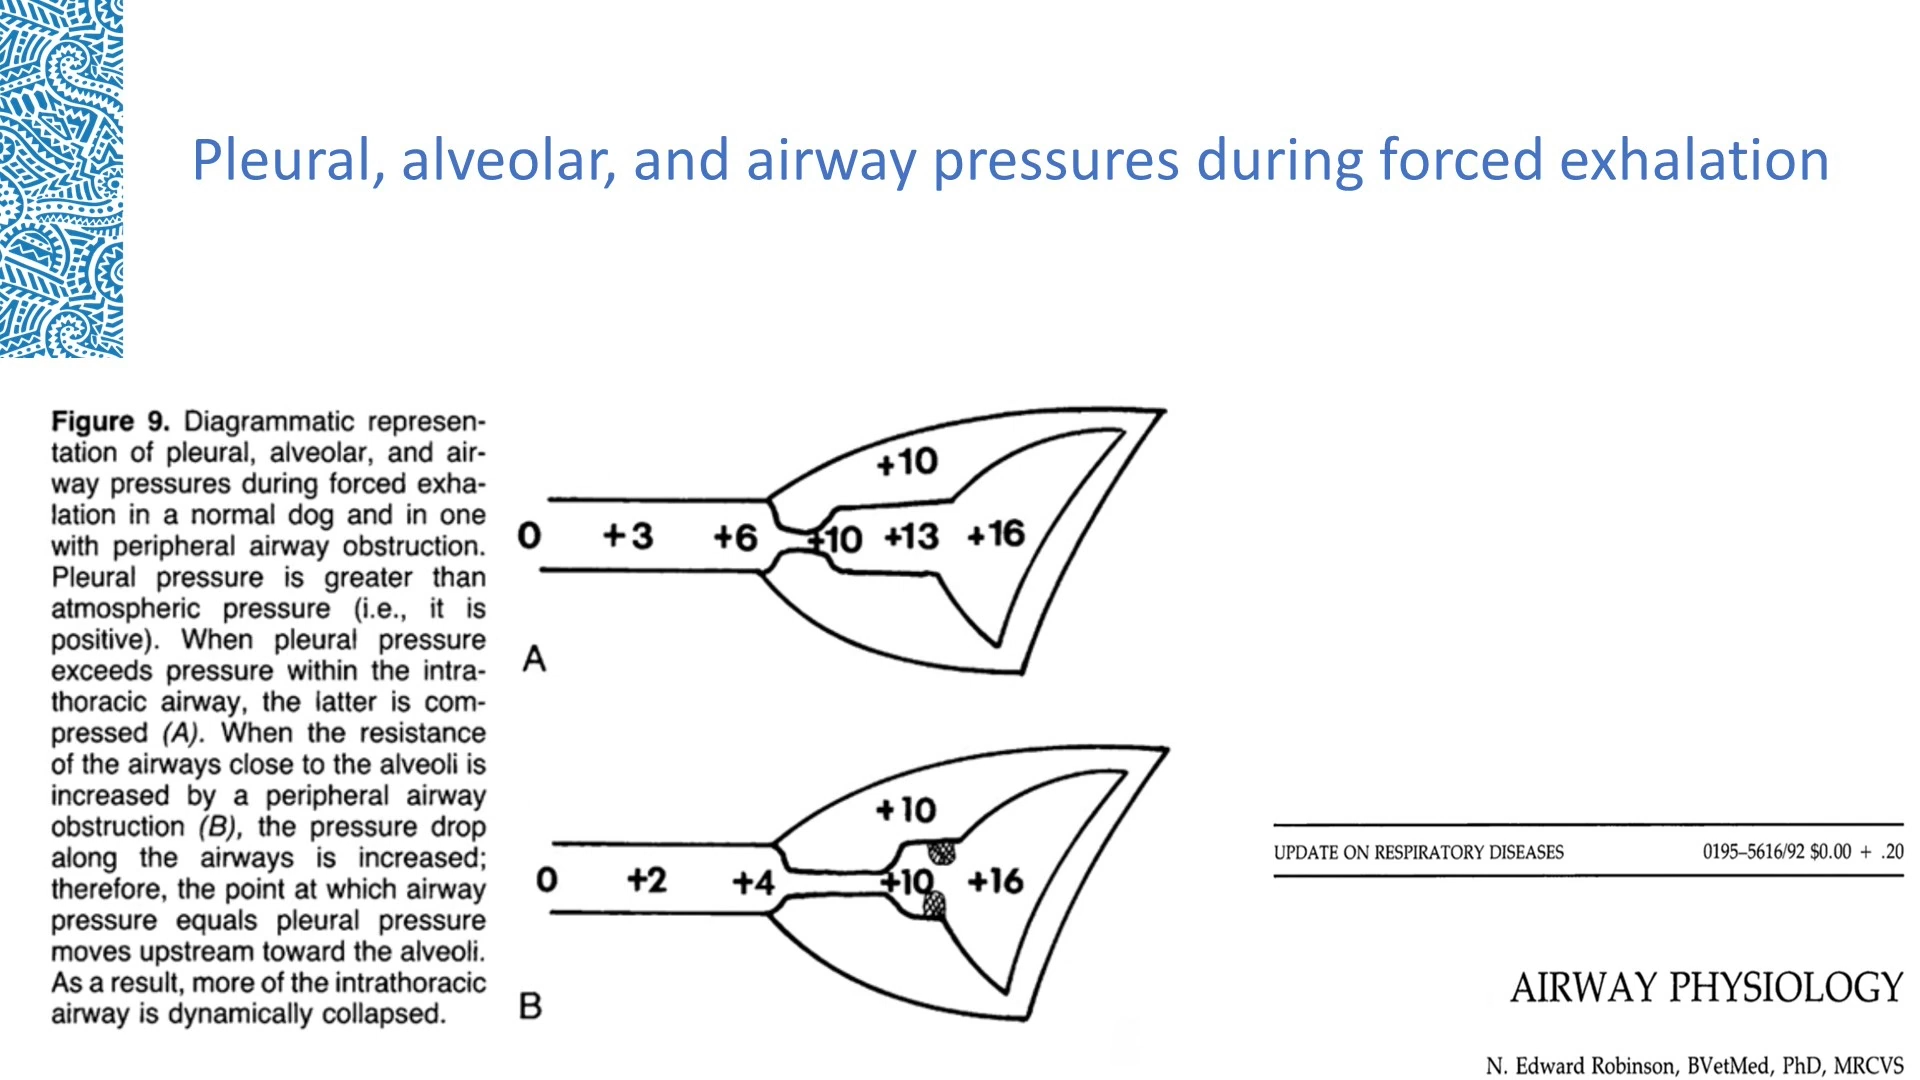 Pleural, alveolar, and airway pressures during forced exhalation
Figure 9. Diagrammatic represen-
tation of pleural, alveolar, and air-
way pressures during forced exha-
lation in a normal dog and in one
with peripheral airway obstruction.
Pleural pressure is greater than
atmospheric pressure (i.e., it is
positive). When pleural pressure
exceeds pressure within the intra-
thoracic airway, the latter is com-
pressed (A). When the resistance
of the airways close to the alveoli is
increased by a peripheral airway
obstruction (B), the pressure drop
along the airways is increased;
therefore, the point at which airway
pressure equals pleural pressure
moves upstream toward the alveoli.
As a result, more of the intrathoracic
airway is dynamically collapsed.
+10
0 +3 +6 +10 +13 +16
A
+10
0 +2 +4 +10 +16
B
UPDATE ON RESPIRATORY DISEASES 0195–5616/92 $0.00 + .20
AIRWAY PHYSIOLOGY
N. Edward Robinson, BVetMed, PhD, MRCVS